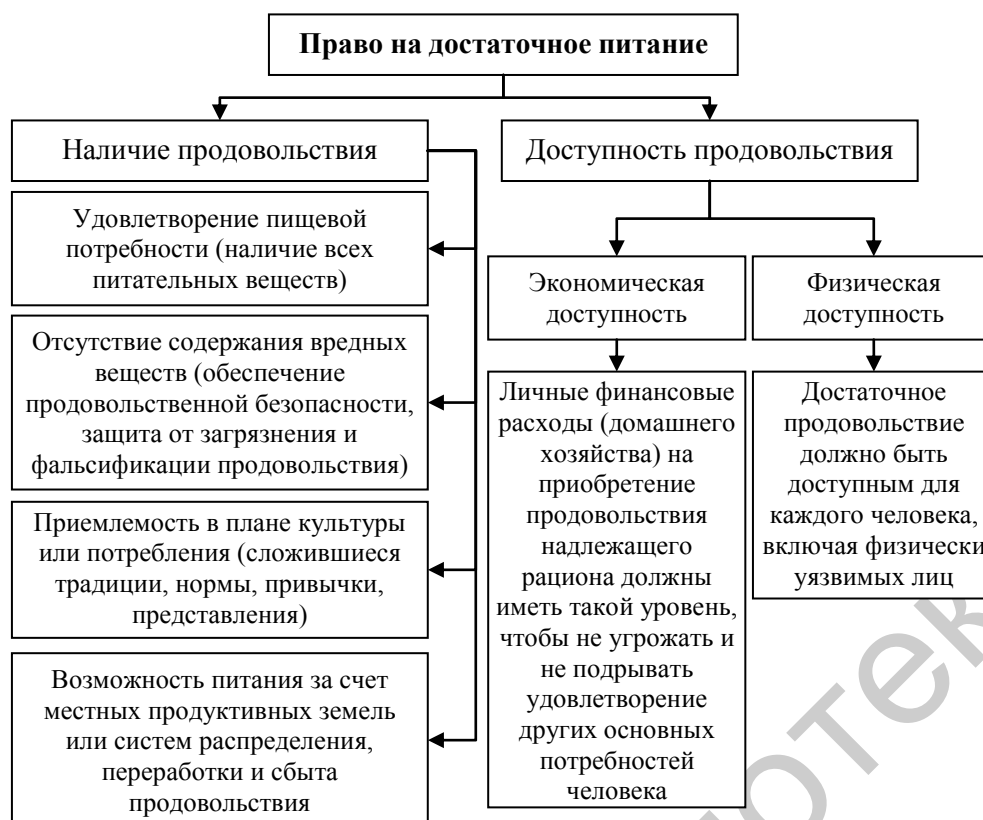 Право на достаточное питание
Наличие продовольствия
Удовлетворение пищевой
потребности (наличие всех
питательных веществ)
Отсутствие содержания вредных
веществ (обеспечение
продовольственной безопасности,
защита от загрязнения и
фальсификации продовольствия)
Приемлемость в плане культуры
или потребления (сложившиеся
традиции, нормы, привычки,
представления)
Возможность питания за счет
местных продуктивных земель
или систем распределения,
переработки и сбыта
продовольствия
Доступность продовольствия
Экономическая
доступность
Личные финансовые
расходы (домашнего
хозяйства) на
приобретение
продовольствия
надлежащего
рациона должны
иметь такой уровень,
чтобы не угрожать и
не подрывать
удовлетворение
других основных
потребностей
человека
Физическая
доступность
Достаточное
продовольствие
должно быть
доступным для
каждого человека,
включая физически
уязвимых лиц